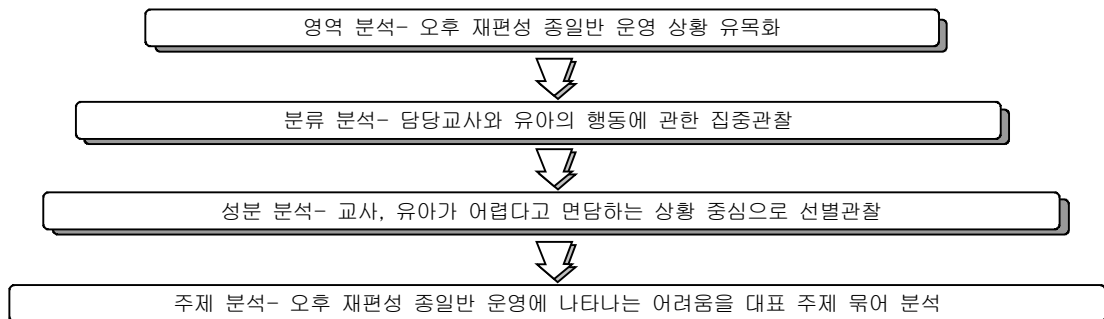 영역 분석- 오후 재편성 종일반 운영 상황 유목화
분류 분석- 담당교사와 유아의 행동에 관한 집중관찰
성분 분석- 교사, 유아가 어렵다고 면담하는 상황 중심으로 선별관찰
주제 분석- 오후 재편성 종일반 운영에 나타나는 어려움을 대표 주제 묶어 분석